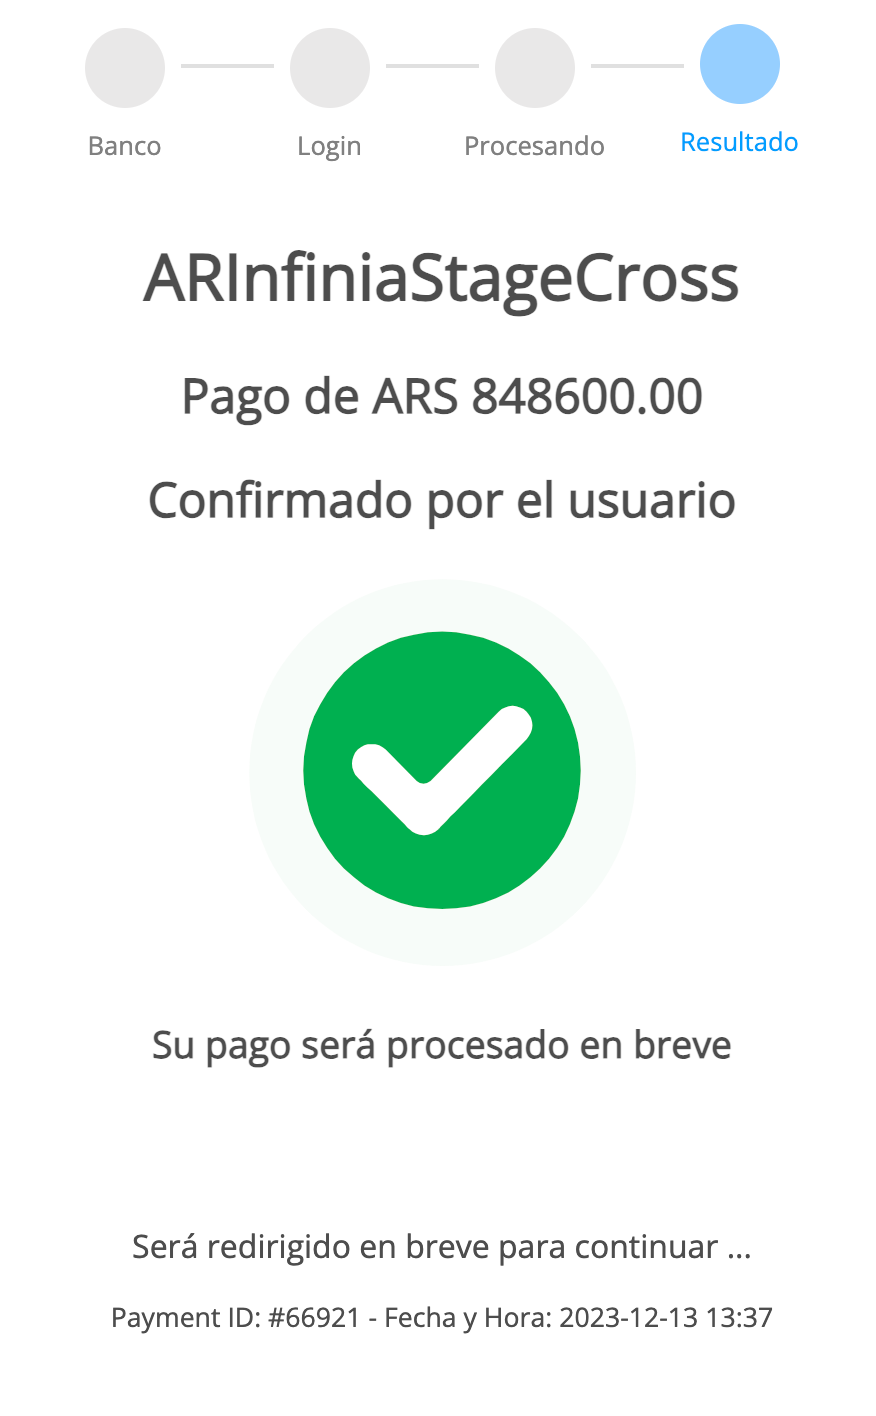 Banco
Login
Procesando
Resultado
ARInfiniaStageCross
Pago de ARS 848600.00
Confirmado por el usuario
Su pago será procesado en breve
Será redirigido en breve para continuar ...
Payment ID: #66921 - Fecha y Hora: 2023-12-13 13:37